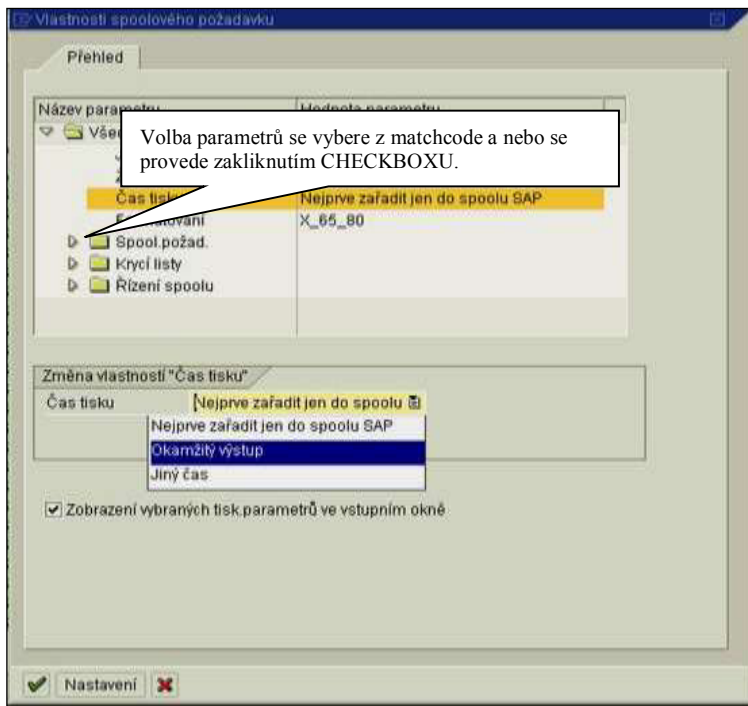 Vlastnosti spoolového požadavku
Přehled
Název parametru Hodnota parametru
Volba parametrů se vybere z matchcode a nebo se
provede zakliknutím CHECKBOXU.
Čas tisku Nejprve zařadit jen do spoolu SAP
X_65_80
Spool.požad.
Krycí listy
Řízení spoolu
Změna vlastností "Čas tisku"
Čas tisku Nejprve zařadit jen do spoolu
Nejprve zařadit jen do spoolu SAP
Okamžitý výstup
Jiný čas
Zobrazení vybraných tisk.parametrů ve vstupním okně
Nastavení